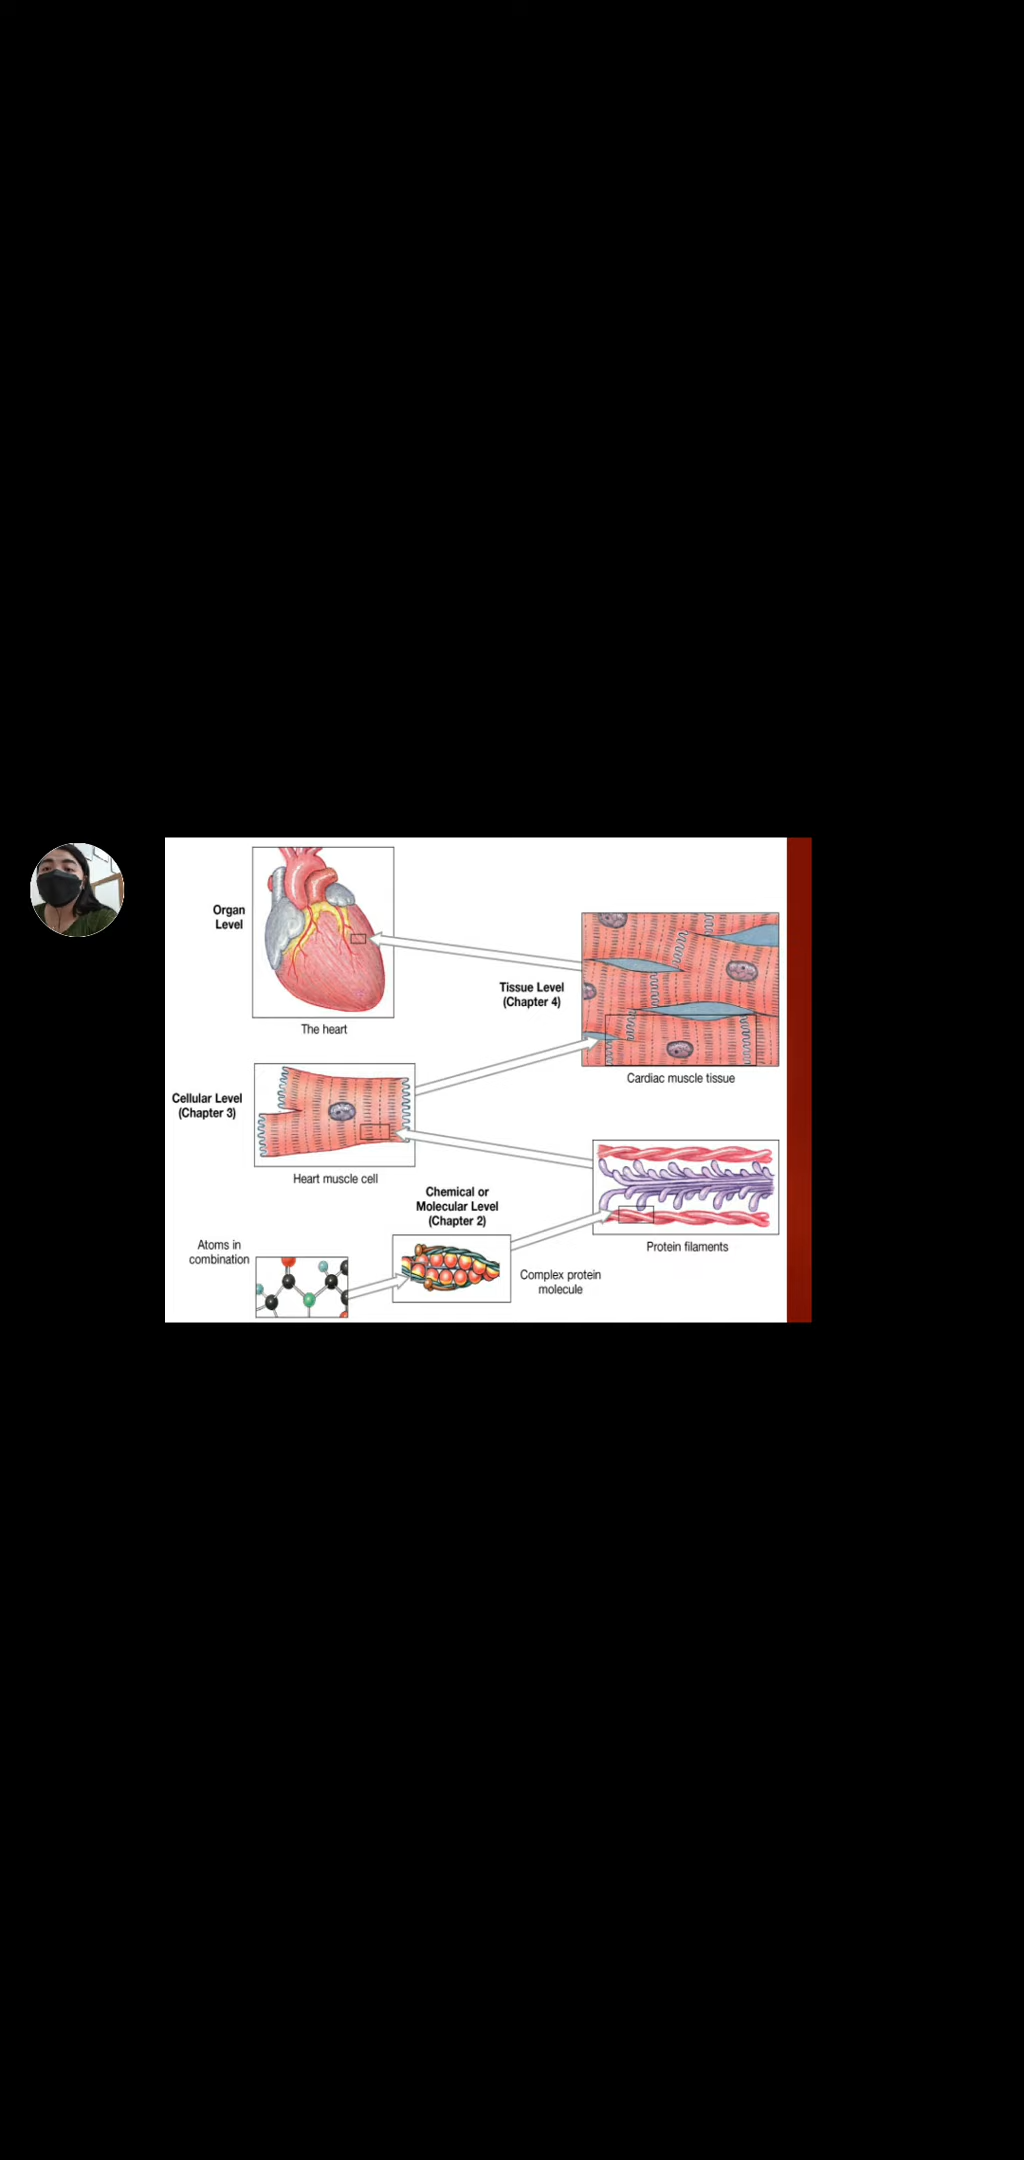 Organ
Level
The heart
Tissue Level
(Chapter 4)
Cardiac muscle tissue
Cellular Level
(Chapter 3)
Heart muscle cell
Chemical or
Molecular Level
(Chapter 2)
Protein filaments
Atoms in
combination
Complex protein
molecule